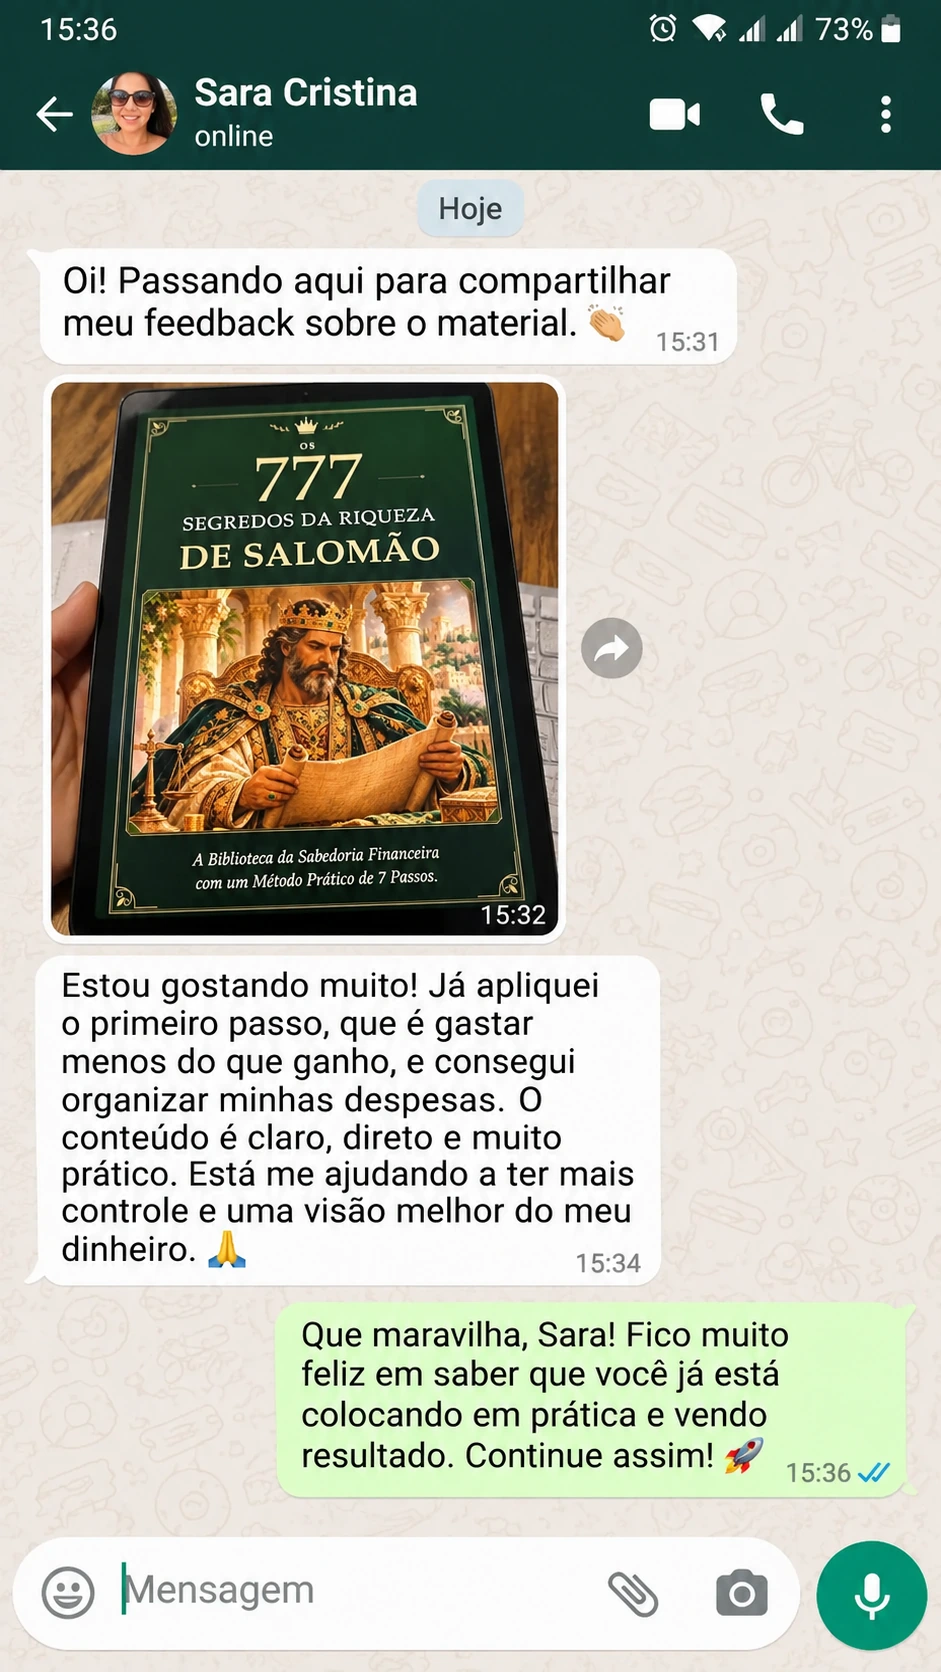 15:36
73%
Sara Cristina
online
Hoje
Oi! Passando aqui para compartilhar
meu feedback sobre o material. 👏🏼
15:31
OS
777
SEGREDOS DA RIQUEZA
DE SALOMÃO
A Biblioteca da Sabedoria Financeira
com um Método Prático de 7 Passos.
15:32
Estou gostando muito! Já apliquei
o primeiro passo, que é gastar
menos do que ganho, e consegui
organizar minhas despesas. O
conteúdo é claro, direto e muito
prático. Está me ajudando a ter mais
controle e uma visão melhor do meu
dinheiro. 🙏
15:34
Que maravilha, Sara! Fico muito
feliz em saber que você já está
colocando em prática e vendo
resultado. Continue assim! 🚀
15:36
Mensagem